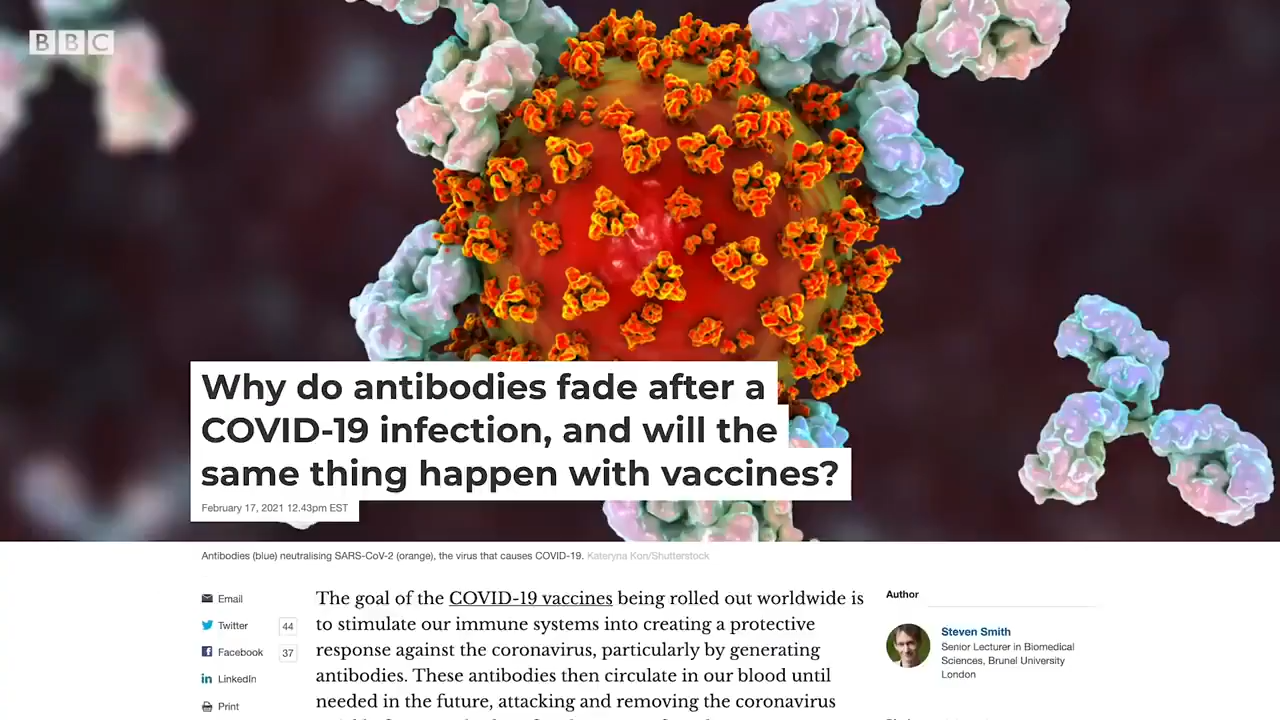 BBC
Why do antibodies fade after a
COVID-19 infection, and will the
same thing happen with vaccines?
February 17, 2021 12.43pm EST
Antibodies (blue) neutralising SARS-CoV-2 (orange), the virus that causes COVID-19. Kateryna Kon/Shutterstock
Email
Twitter 44
Facebook 37
LinkedIn
Print
The goal of the COVID-19 vaccines being rolled out worldwide is
to stimulate our immune systems into creating a protective
response against the coronavirus, particularly by generating
antibodies. These antibodies then circulate in our blood until
needed in the future, attacking and removing the coronavirus
Author
Steven Smith
Senior Lecturer in Biomedical
Sciences, Brunel University
London